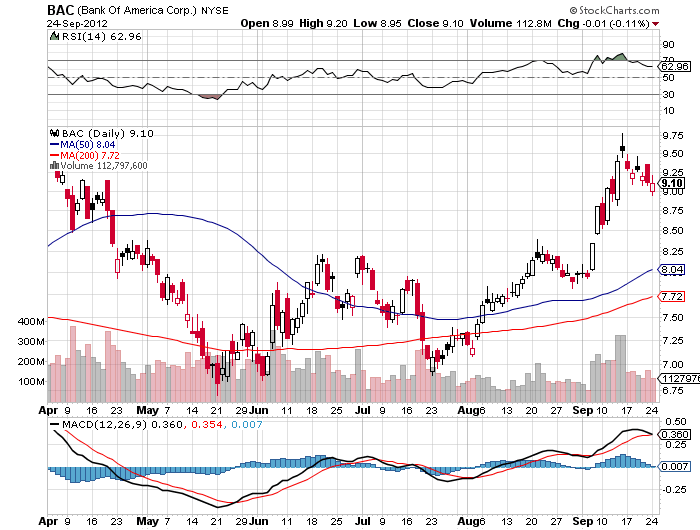 BAC (Bank Of America Corp.) NYSE © StockCharts.com
24-Sep-2012 Open 8.99 High 9.20 Low 8.95 Close 9.10 Volume 112.8M Chg -0.01 (-0.11%)
RSI(14) 62.96
90
70
62.96
50
30
10
BAC (Daily) 9.10
MA(50) 8.04
MA(200) 7.72
Volume 112,797,600
9.75
9.50
9.25
9.10
9.00
8.75
8.50
8.25
8.04
7.72
7.50
7.25
7.00
6.75
400M
300M
200M
100M
1127976
Apr 9 16 23 May 7 14 21 Jun 11 18 25 Jul 9 16 23 Aug 6 13 20 27 Sep 10 17 24
MACD(12,26,9) 0.360, 0.354, 0.007
0.50
0.360
0.007
-0.25
Apr 9 16 23 May 7 14 21 Jun 11 18 25 Jul 9 16 23 Aug 6 13 20 27 Sep 10 17 24